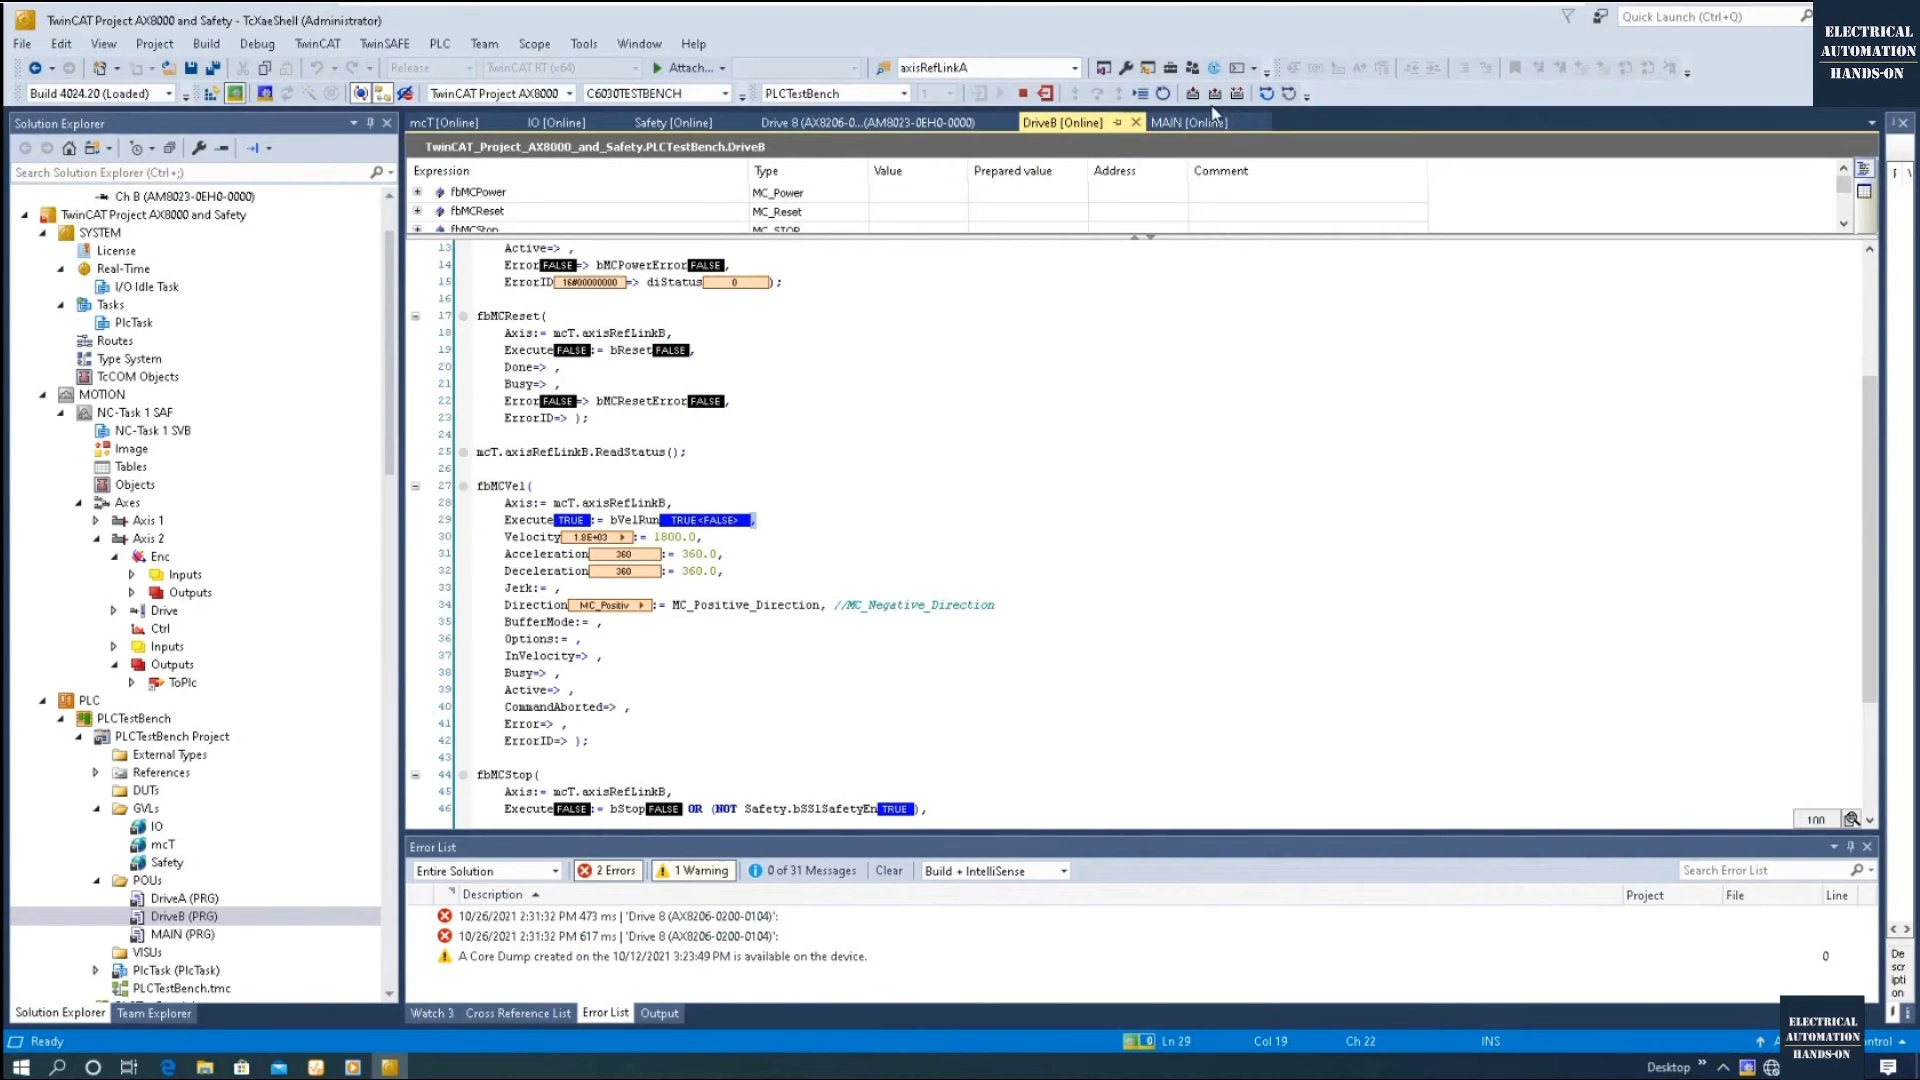 TwinCAT Project AX8000 and Safety - TcXaeShell (Administrator)
Quick Launch (Ctrl+Q)
ELECTRICAL
AUTOMATION
HANDS-ON
File Edit View Project Build Debug TwinCAT TwinSAFE PLC Team Scope Tools Window Help
Release TwinCAT RT (x64) Attach... axisRefLinkA
Build 4024.20 (Loaded) TwinCAT Project AX8000 C6030TESTBENCH PLCTestBench 1
Solution Explorer
mcT [Online] IO [Online] Safety [Online] Drive 8 (AX8206-0...(AM8023-0EH0-0000) DriveB [Online] MAIN [Online]
TwinCAT_Project_AX8000_and_Safety.PLCTestBench.DriveB
Search Solution Explorer (Ctrl+;)
Expression Type Value Prepared value Address Comment
fbMCPower MC_Power
fbMCReset MC_Reset
fbMCStop MC_STOP
Ch B (AM8023-0EH0-0000)
TwinCAT Project AX8000 and Safety
SYSTEM
License
Real-Time
I/O Idle Task
Tasks
PlcTask
Routes
Type System
TcCOM Objects
MOTION
NC-Task 1 SAF
NC-Task 1 SVB
Image
Tables
Objects
Axes
Axis 1
Axis 2
Enc
Inputs
Outputs
Drive
Ctrl
Inputs
Outputs
ToPlc
PLC
PLCTestBench
PLCTestBench Project
External Types
References
DUTs
GVLs
IO
mcT
Safety
POUs
DriveA (PRG)
DriveB (PRG)
MAIN (PRG)
VISUs
PlcTask (PlcTask)
PLCTestBench.tmc
Solution Explorer Team Explorer
13 Active=> ,
14 Error FALSE => bMCPowerError FALSE ,
15 ErrorID 16#00000000 => diStatus 0 );
16
17 fbMCReset(
18 Axis:= mcT.axisRefLinkB,
19 Execute FALSE := bReset FALSE ,
20 Done=> ,
21 Busy=> ,
22 Error FALSE => bMCResetError FALSE ,
23 ErrorID=> );
24
25 mcT.axisRefLinkB.ReadStatus();
26
27 fbMCVel(
28 Axis:= mcT.axisRefLinkB,
29 Execute TRUE := bVelRun TRUE<FALSE> ,
30 Velocity 1.8E+03 := 1800.0,
31 Acceleration 360 := 360.0,
32 Deceleration 360 := 360.0,
33 Jerk:= ,
34 Direction MC_Positiv := MC_Positive_Direction, //MC_Negative_Direction
35 BufferMode:= ,
36 Options:= ,
37 InVelocity=> ,
38 Busy=> ,
39 Active=> ,
40 CommandAborted=> ,
41 Error=> ,
42 ErrorID=> );
43
44 fbMCStop(
45 Axis:= mcT.axisRefLinkB,
46 Execute FALSE := bStop FALSE OR (NOT Safety.bSS1SafetyEn TRUE ),
100
Error List
Entire Solution 2 Errors 1 Warning 0 of 31 Messages Clear Build + IntelliSense Search Error List
Description Project File Line
10/26/2021 2:31:32 PM 473 ms | 'Drive 8 (AX8206-0200-0104)':
10/26/2021 2:31:32 PM 617 ms | 'Drive 8 (AX8206-0200-0104)':
A Core Dump created on the 10/12/2021 3:23:49 PM is available on the device. 0
De
scr
ipti
on
Watch 3 Cross Reference List Error List Output
Ready 0 Ln 29 Col 19 Ch 22 INS
ELECTRICAL
AUTOMATION
HANDS-ON
Desktop